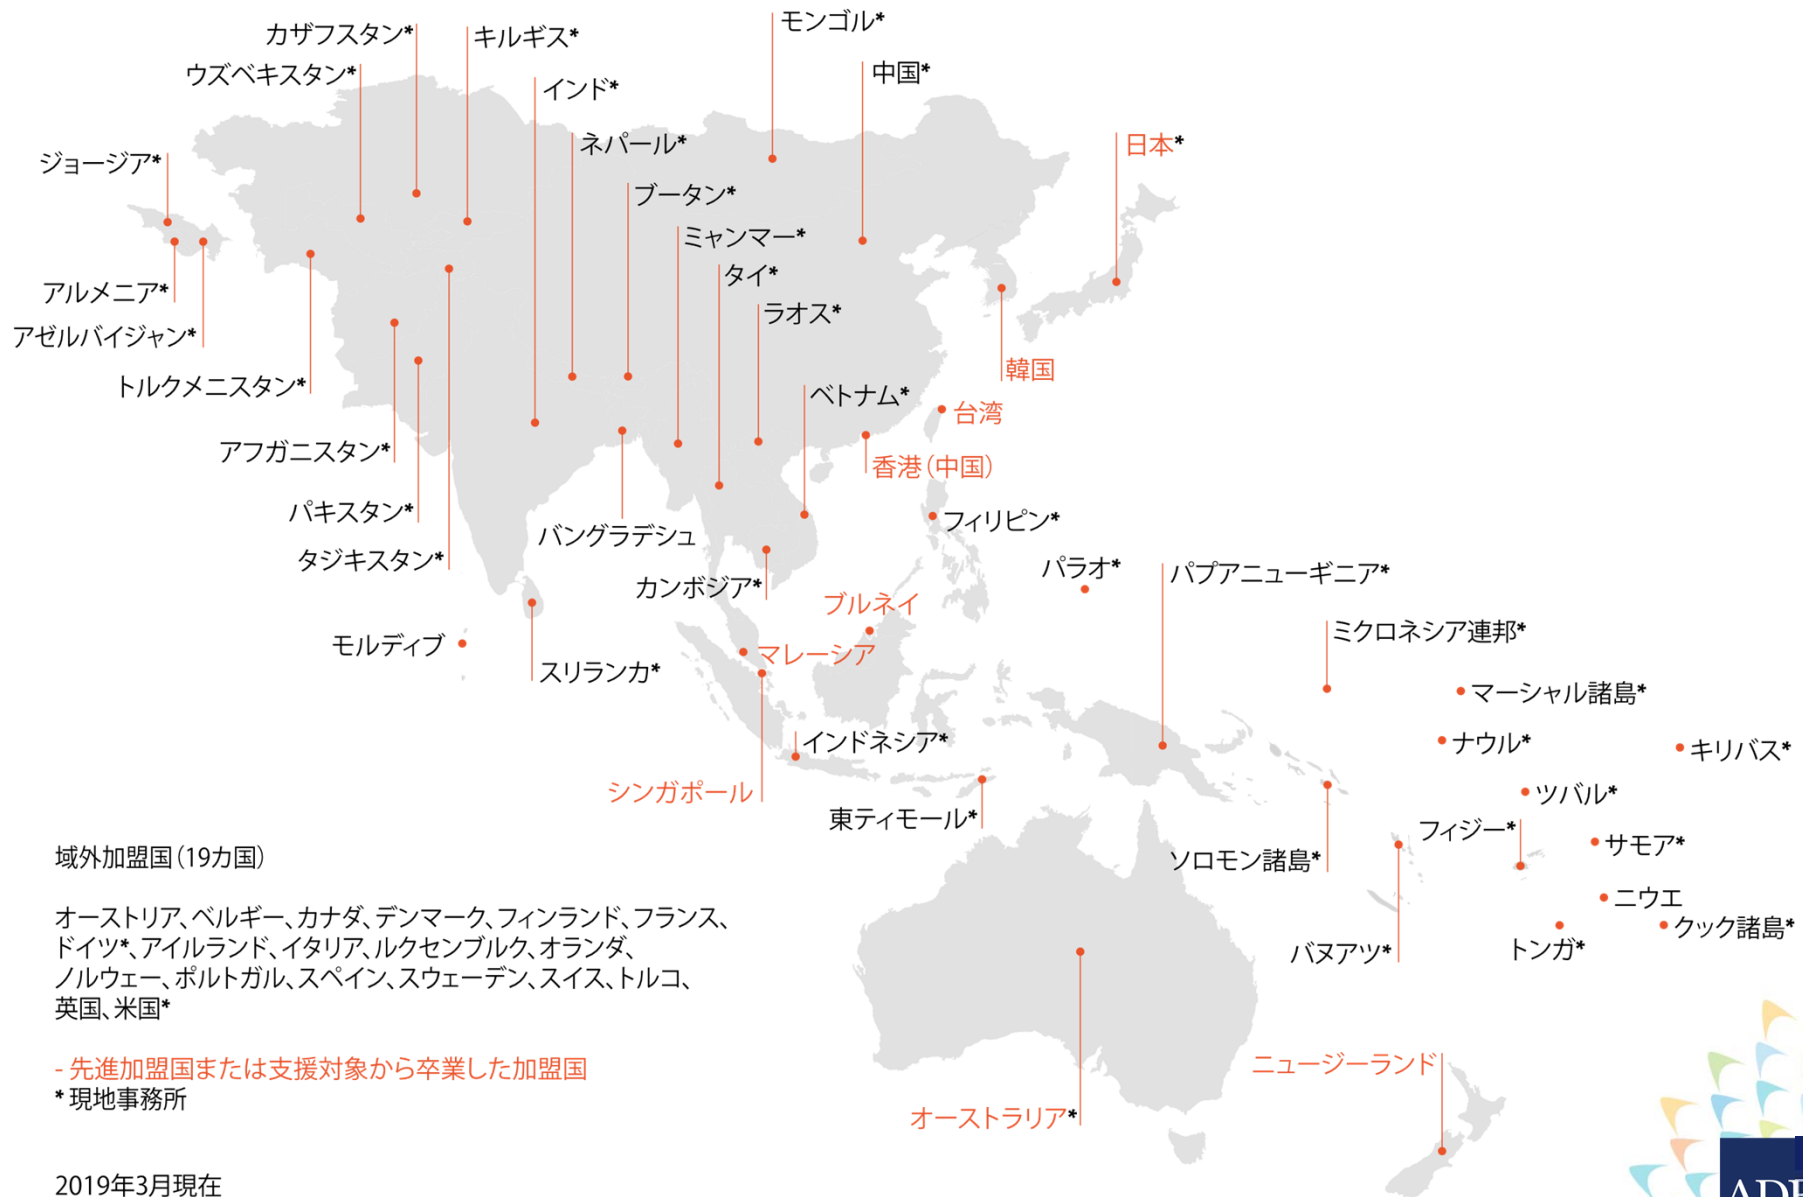 カザフスタン*
キルギス*
モンゴル*
ウズベキスタン*
インド*
中国*
ネパール*
日本*
ジョージア*
ブータン*
ミャンマー*
タイ*
アルメニア*
ラオス*
アゼルバイジャン*
トルクメニスタン*
韓国
ベトナム*
台湾
アフガニスタン*
香港(中国)
パキスタン*
フィリピン*
バングラデシュ
タジキスタン*
パラオ*
パプアニューギニア*
カンボジア*
ブルネイ
ミクロネシア連邦*
モルディブ
マレーシア
スリランカ*
マーシャル諸島*
インドネシア*
ナウル*
キリバス*
シンガポール
ツバル*
東ティモール*
フィジー*
サモア*
ソロモン諸島*
ニウエ
クック諸島*
バヌアツ*
トンガ*
域外加盟国(19カ国)
オーストリア、ベルギー、カナダ、デンマーク、フィンランド、フランス、
ドイツ*、アイルランド、イタリア、ルクセンブルク、オランダ、
ノルウェー、ポルトガル、スペイン、スウェーデン、スイス、トルコ、
英国、米国*
- 先進加盟国または支援対象から卒業した加盟国
* 現地事務所
ニュージーランド
オーストラリア*
2019年3月現在
ADB